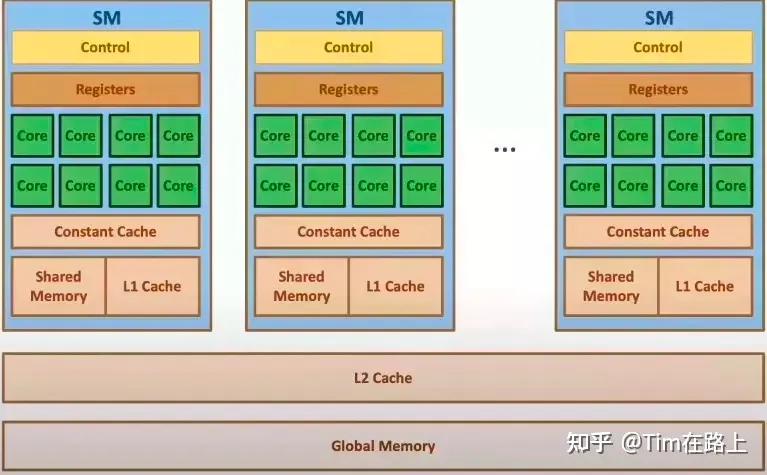 SM
Control
Registers
Core Core Core Core
Core Core Core Core
Constant Cache
Shared Memory
L1 Cache
SM
Control
Registers
Core Core Core Core
Core Core Core Core
Constant Cache
Shared Memory
L1 Cache
...
SM
Control
Registers
Core Core Core Core
Core Core Core Core
Constant Cache
Shared Memory
L1 Cache
L2 Cache
Global Memory
知乎 @Tim在路上